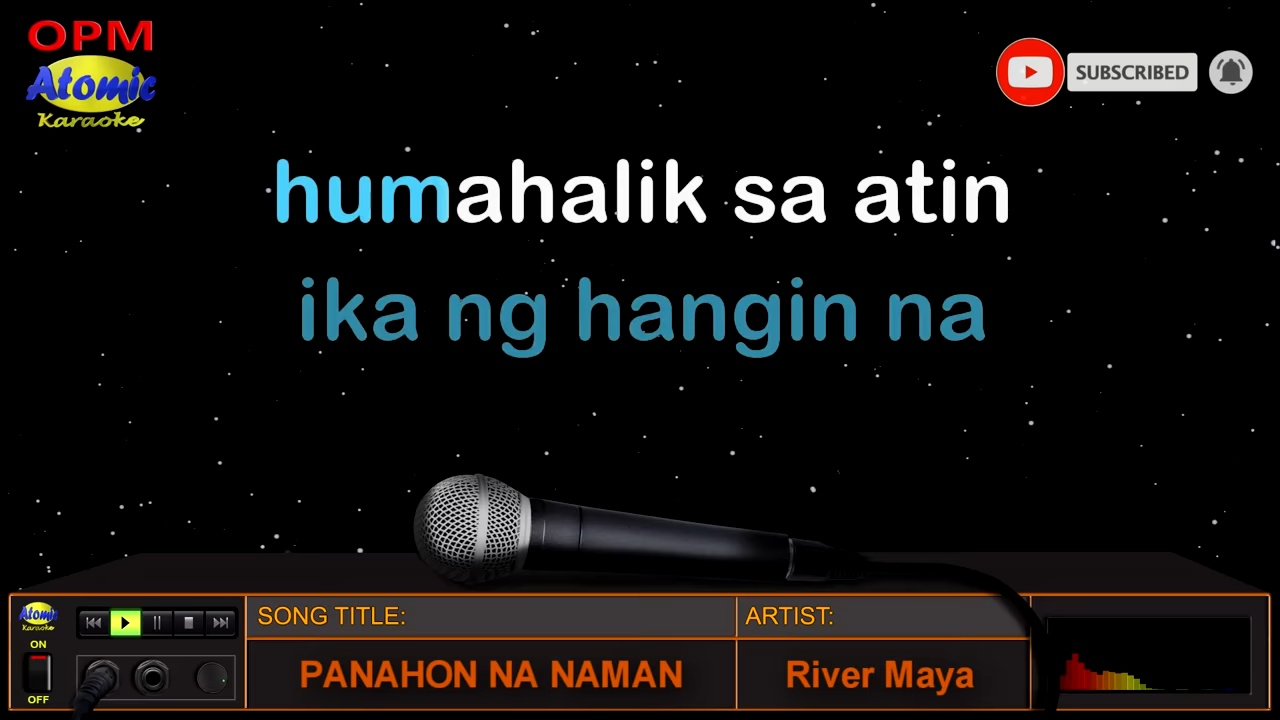 OPM
Atomic
Karaoke
SUBSCRIBED
humahalik sa atin
ika ng hangin na
Atomic
Karaoke
ON
OFF
SONG TITLE:
PANAHON NA NAMAN
ARTIST:
River Maya